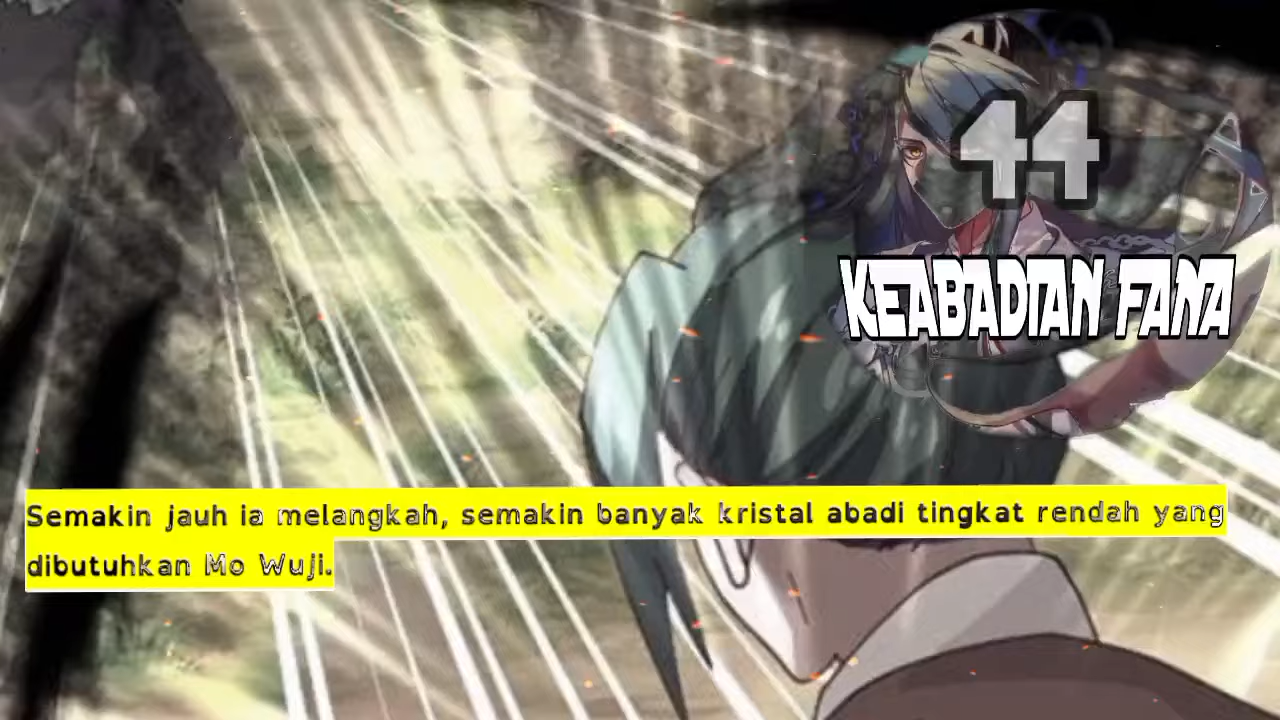 44
KEABADIAN FANA
Semakin jauh ia melangkah, semakin banyak kristal abadi tingkat rendah yang
dibutuhkan Mo Wuji.